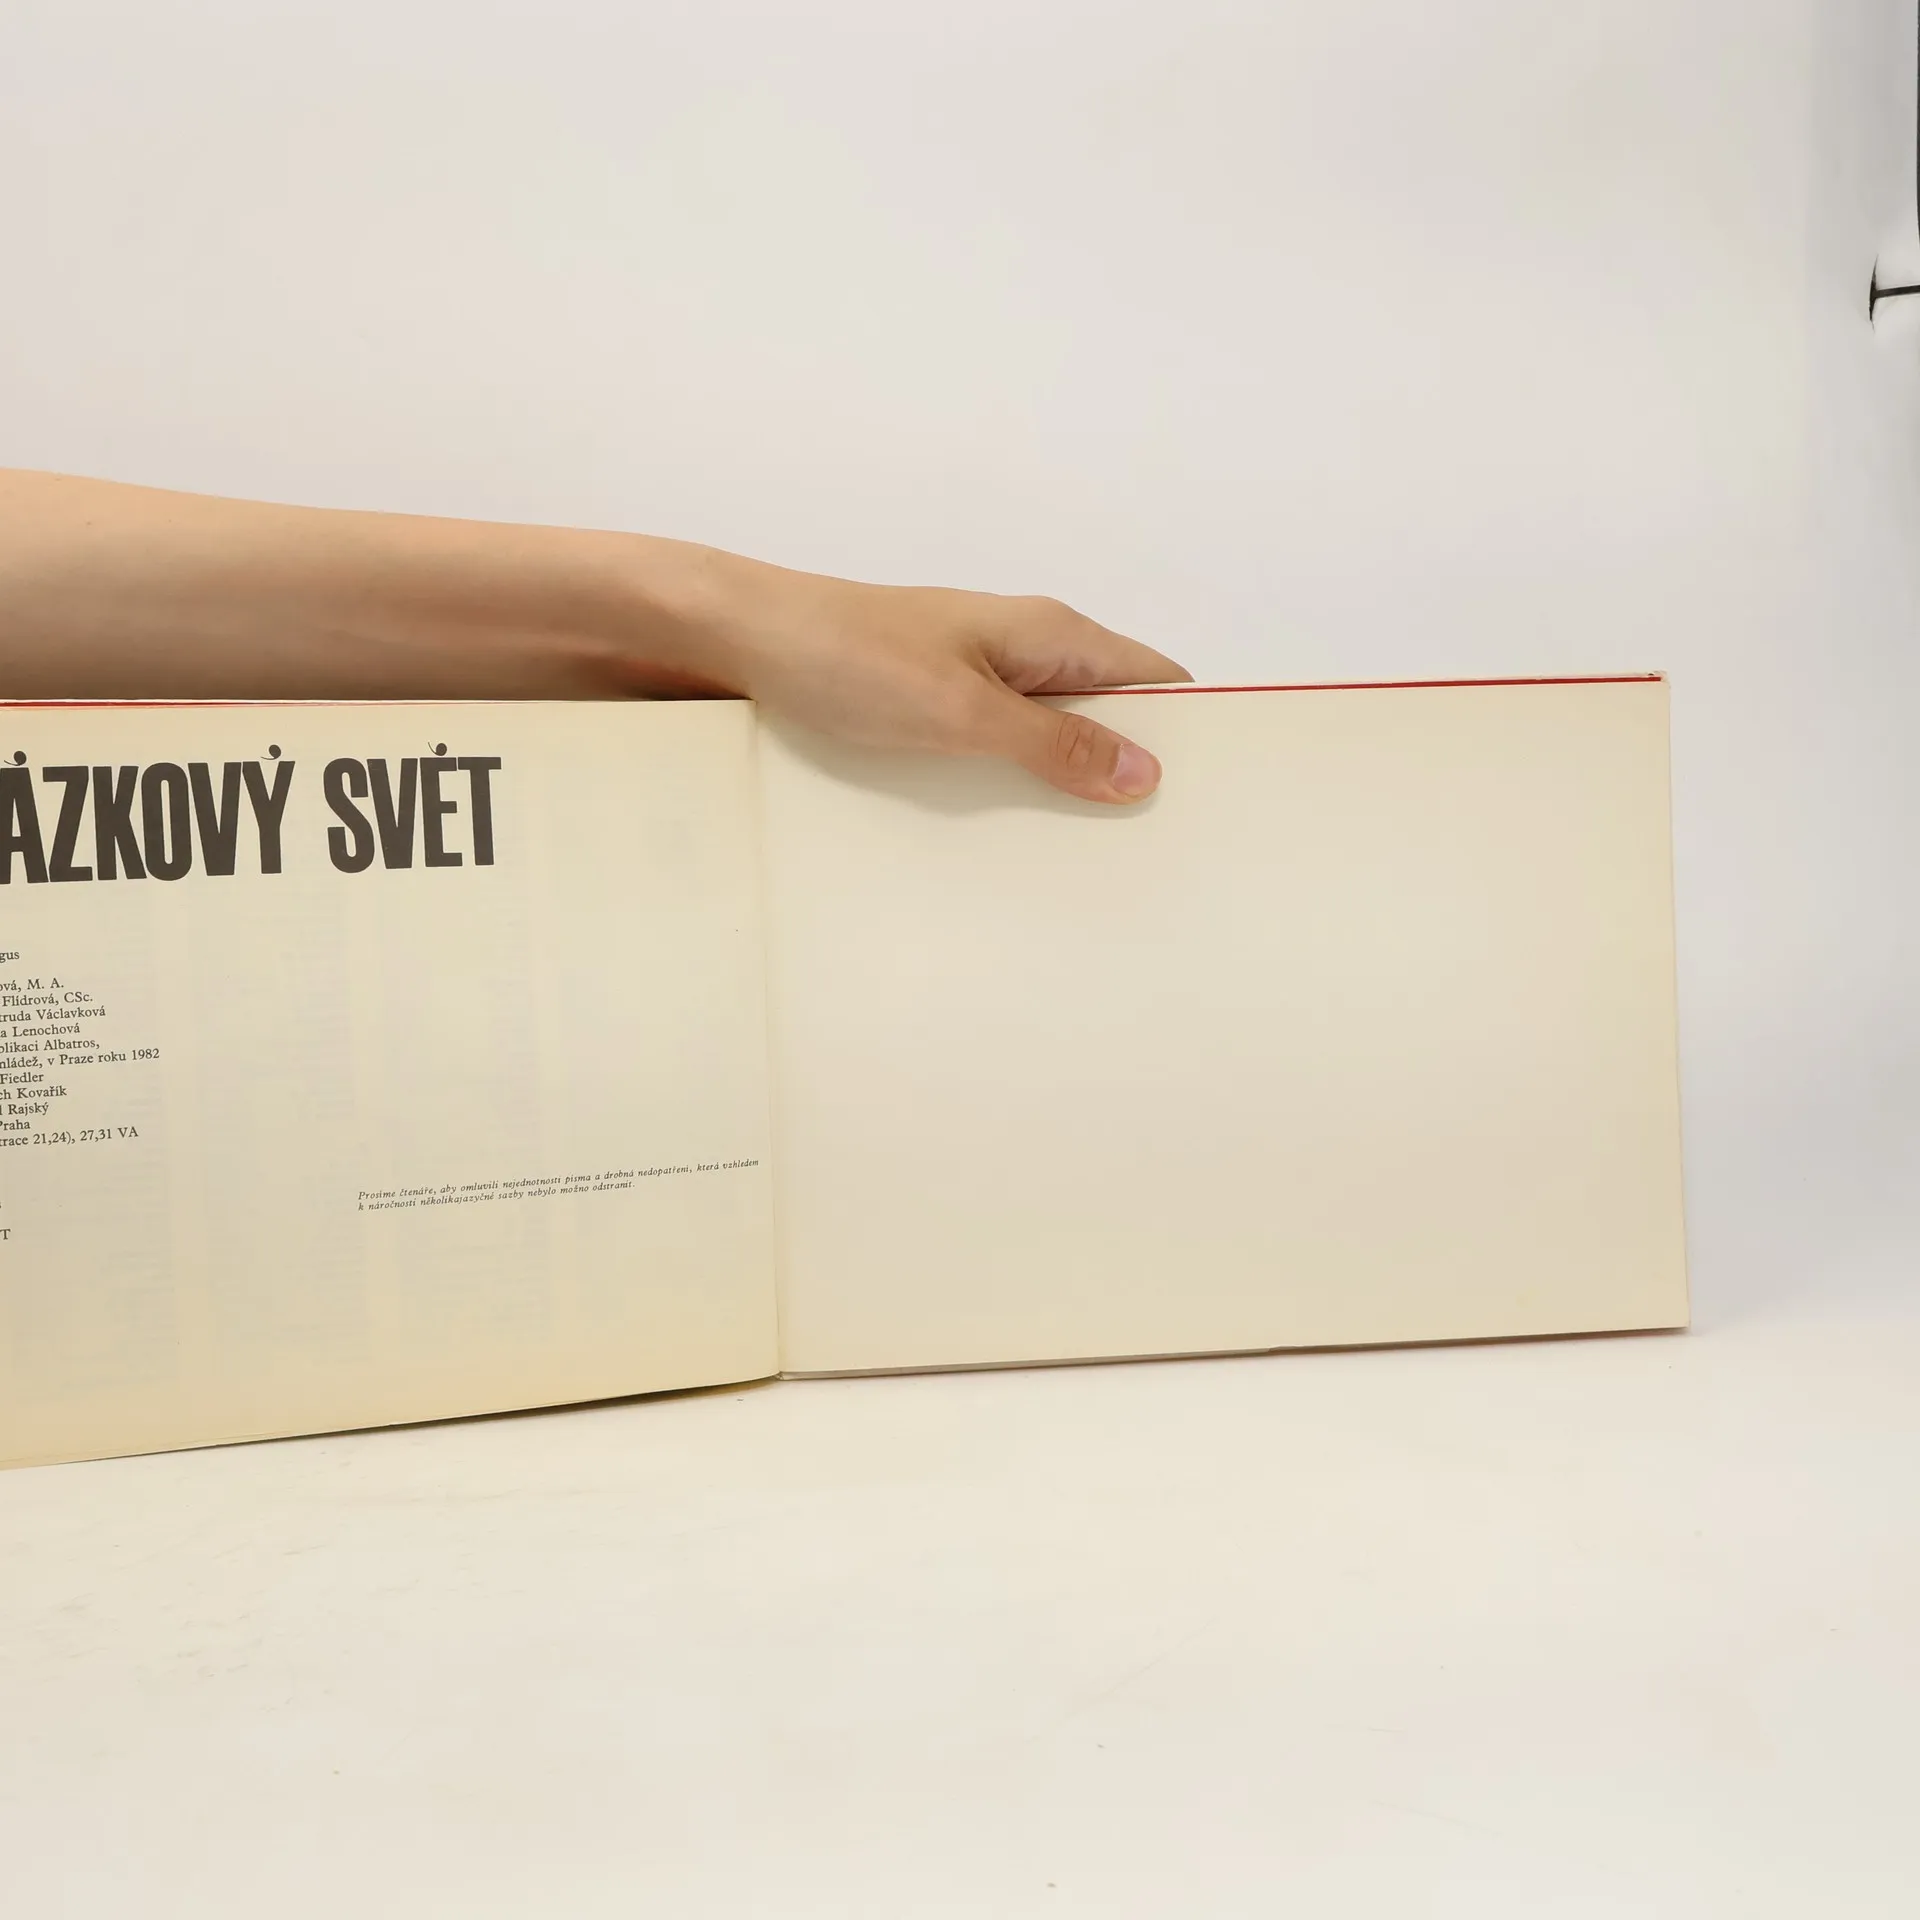 ÁZKOVÝ SVĚT
gus
ová, M. A.
Flídrová, CSc.
truda Václavková
a Lenochová
blikaci Albatros,
mládež, v Praze roku 1982
Fiedler
ch Kovařík
l Rajský
Praha
trace 21,24), 27,31 VA
Prosíme čtenáře, aby omluvili nejednotnosti písma a drobná nedopatření, která vzhledem
k náročnosti několikajazyčné sazby nebylo možno odstranit.
T